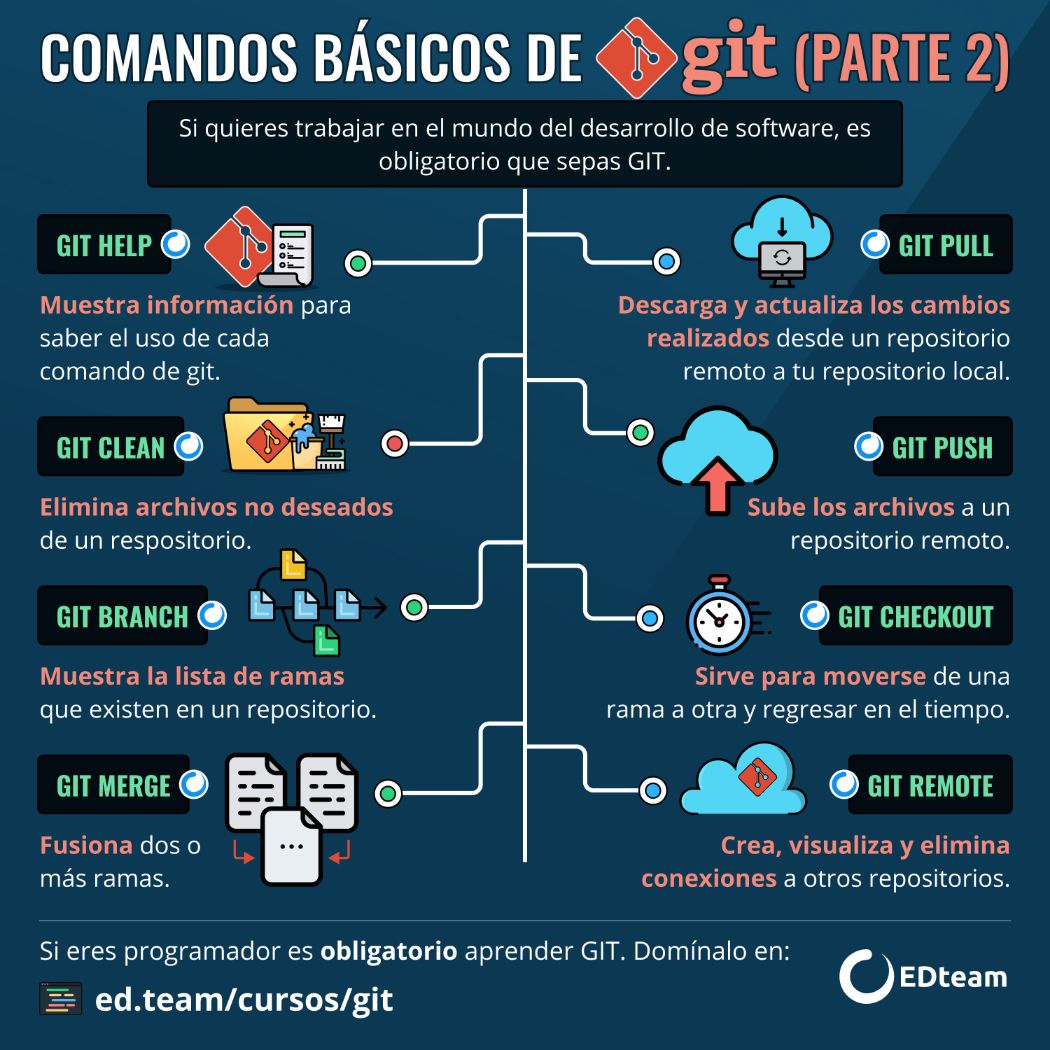 COMANDOS BÁSICOS DE git (PARTE 2)
Si quieres trabajar en el mundo del desarrollo de software, es
obligatorio que sepas GIT.
GIT HELP
Muestra información para
saber el uso de cada
comando de git.
GIT PULL
Descarga y actualiza los cambios
realizados desde un repositorio
remoto a tu repositorio local.
GIT CLEAN
Elimina archivos no deseados
de un respositorio.
GIT PUSH
Sube los archivos a un
repositorio remoto.
GIT BRANCH
Muestra la lista de ramas
que existen en un repositorio.
GIT CHECKOUT
Sirve para moverse de una
rama a otra y regresar en el tiempo.
GIT MERGE
Fusiona dos o
más ramas.
GIT REMOTE
Crea, visualiza y elimina
conexiones a otros repositorios.
Si eres programador es obligatorio aprender GIT. Domínalo en:
ed.team/cursos/git
EDteam